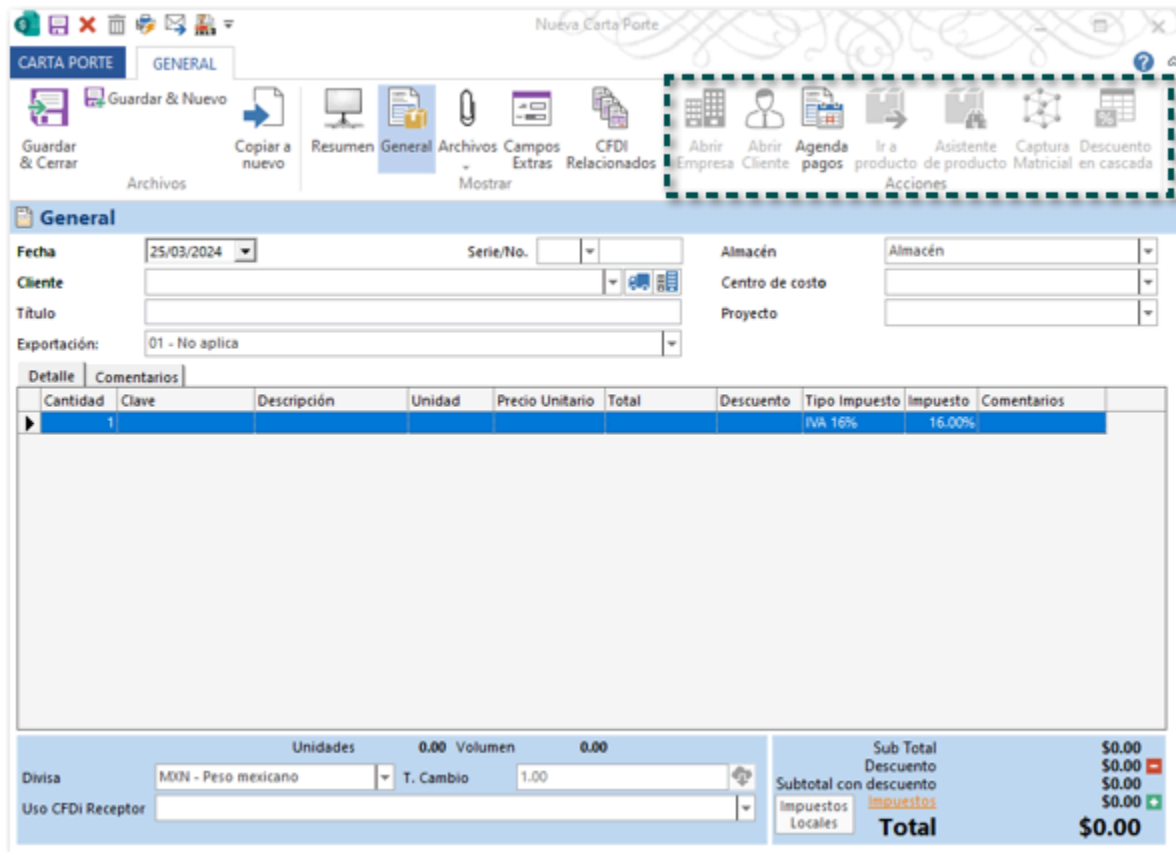 Nueva Carta Porte
CARTA PORTE GENERAL
Guardar & Cerrar
Guardar & Nuevo
Copiar a nuevo
Archivos
Resumen
General
Archivos
Campos Extras
CFDI Relacionados
Mostrar
Abrir Empresa
Abrir Cliente
Agenda pagos
Ir a producto
Asistente de producto
Captura Matricial
Descuento en cascada
Acciones
General
Fecha 25/03/2024 Serie/No. Almacén Almacén
Cliente Centro de costo
Título Proyecto
Exportación: 01 - No aplica
Detalle Comentarios
Cantidad Clave Descripción Unidad Precio Unitario Total Descuento Tipo Impuesto Impuesto Comentarios
1 IVA 16% 16.00%
Unidades 0.00 Volumen 0.00
Divisa MXN - Peso mexicano T. Cambio 1.00
Uso CFDi Receptor
Sub Total $0.00
Descuento $0.00
Subtotal con descuento $0.00
Impuestos $0.00
Impuestos Locales
Total $0.00